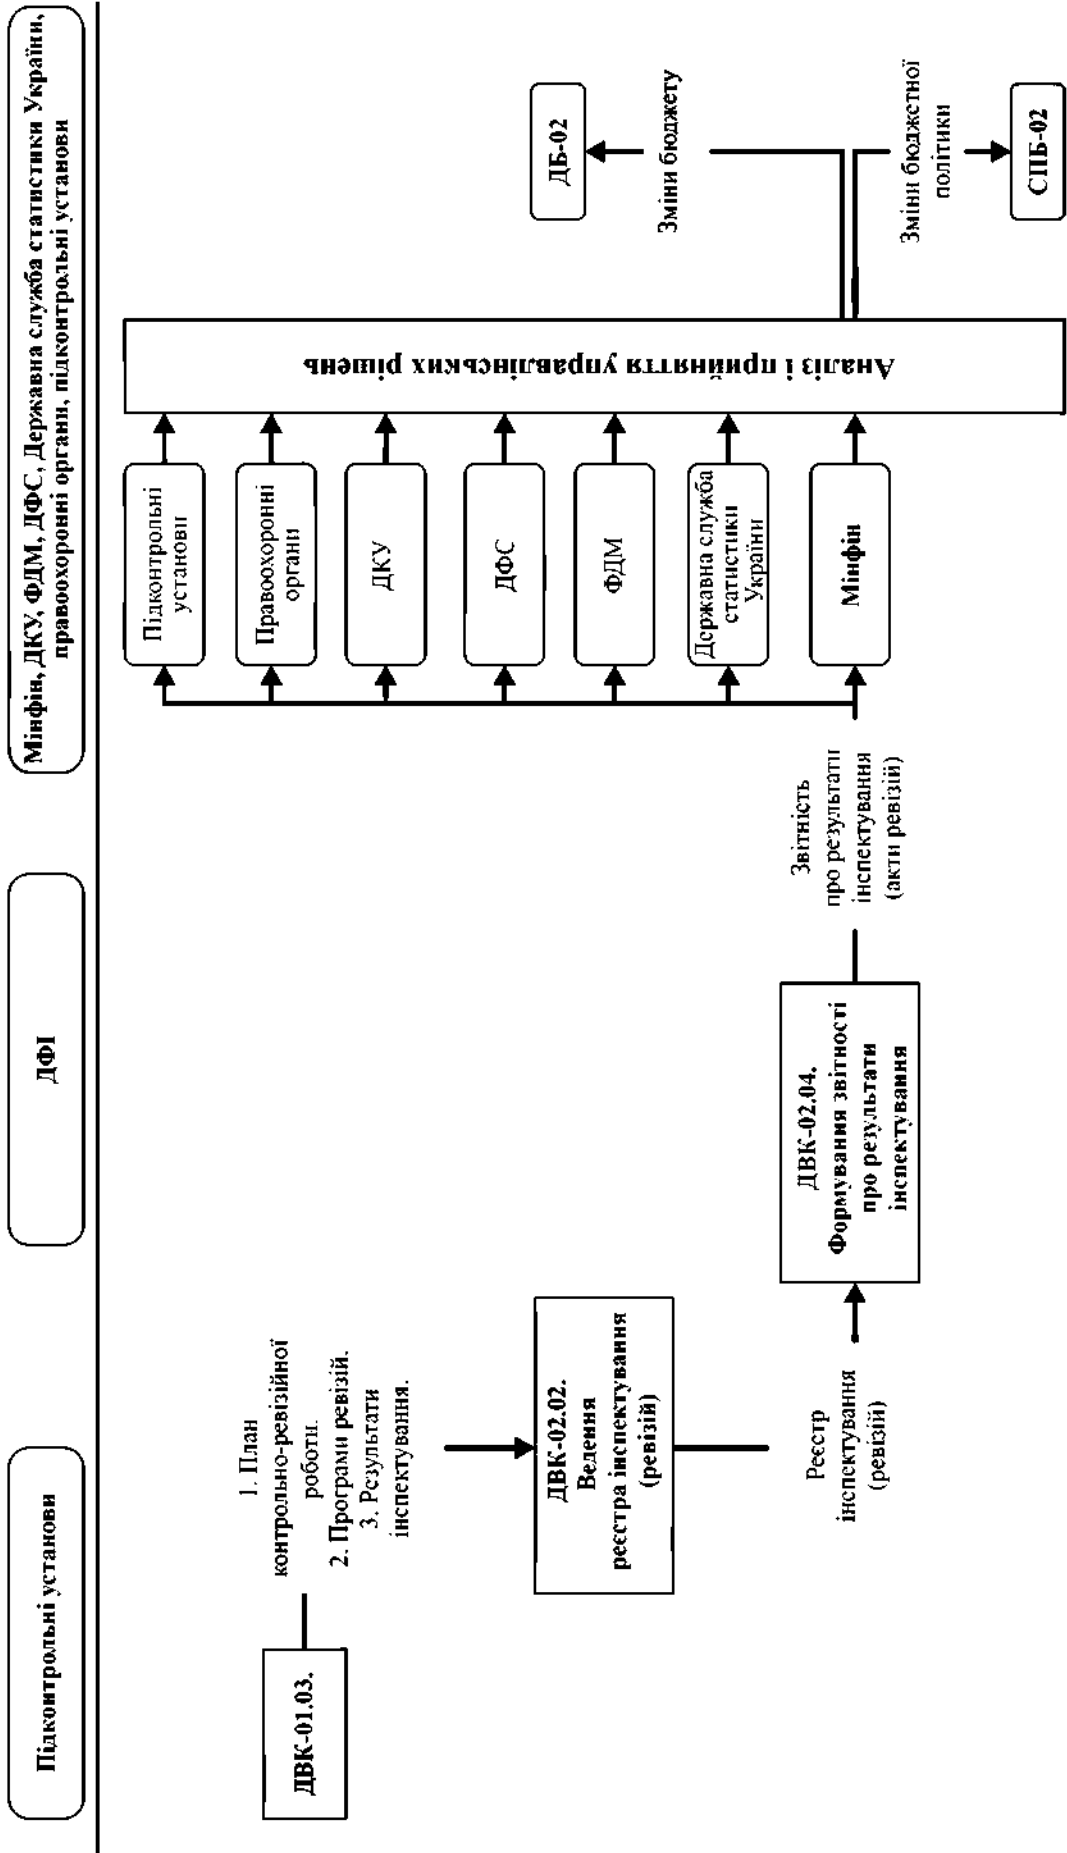 Підконтрольні установи
ДФІ
Мінфін, ДКУ, ФДМ, ДФС, Державна служба статистики України,
правоохоронні органи, підконтрольні установи
ДВК-01.03.
1. План
контрольно-ревізійної
роботи.
2. Програми ревізій.
3. Результати
інспектування.
ДВК-02.02.
Ведення
реєстра інспектування
(ревізій)
Реєстр
інспектування
(ревізій)
ДВК-02.04.
Формування звітності
про результати
інспектування
Звітність
про результати
інспектування
(акти ревізій)
Підконтрольні
установи
Правоохоронні
органи
ДКУ
ДФС
ФДМ
Державна служба
статистики
України
Мінфін
Аналіз і прийняття управлінських рішень
Зміни бюджету
ДБ-02
Зміни бюджетної
політики
СПБ-02